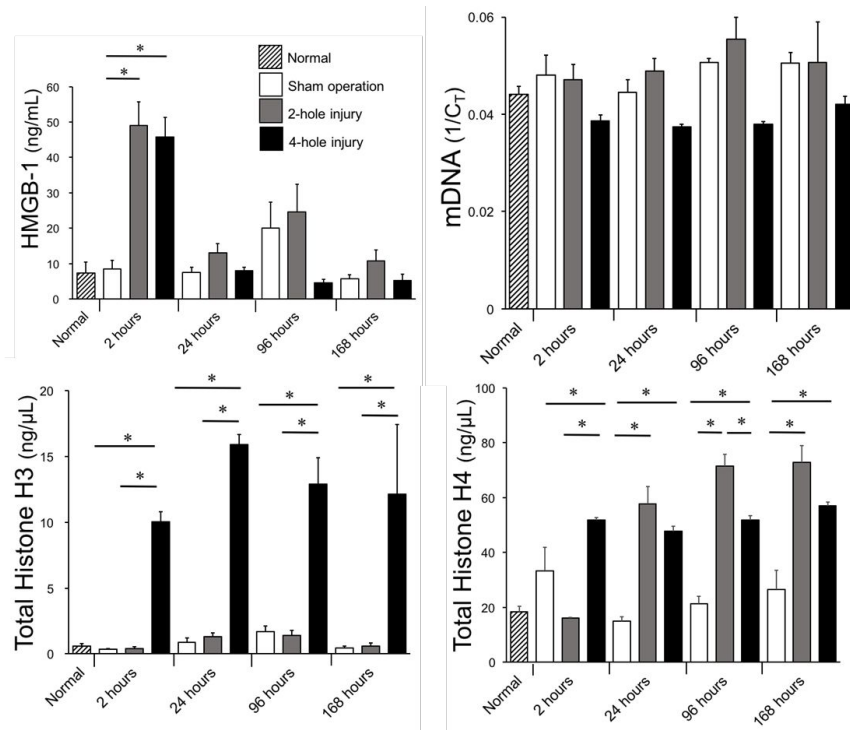 * *
HMGB-1 (ng/mL)
60
50
40
30
20
10
0
Normal
Sham operation
2-hole injury
4-hole injury
Normal 2 hours 24 hours 96 hours 168 hours
mDNA (1/CT)
0.06
0.04
0.02
0
Normal 2 hours 24 hours 96 hours 168 hours
Total Histone H3 (ng/µL)
20
15
10
5
0
* * * * * * * *
Normal 2 hours 24 hours 96 hours 168 hours
Total Histone H4 (ng/µL)
100
80
60
40
20
0
* * * * * * * * *
Normal 2 hours 24 hours 96 hours 168 hours